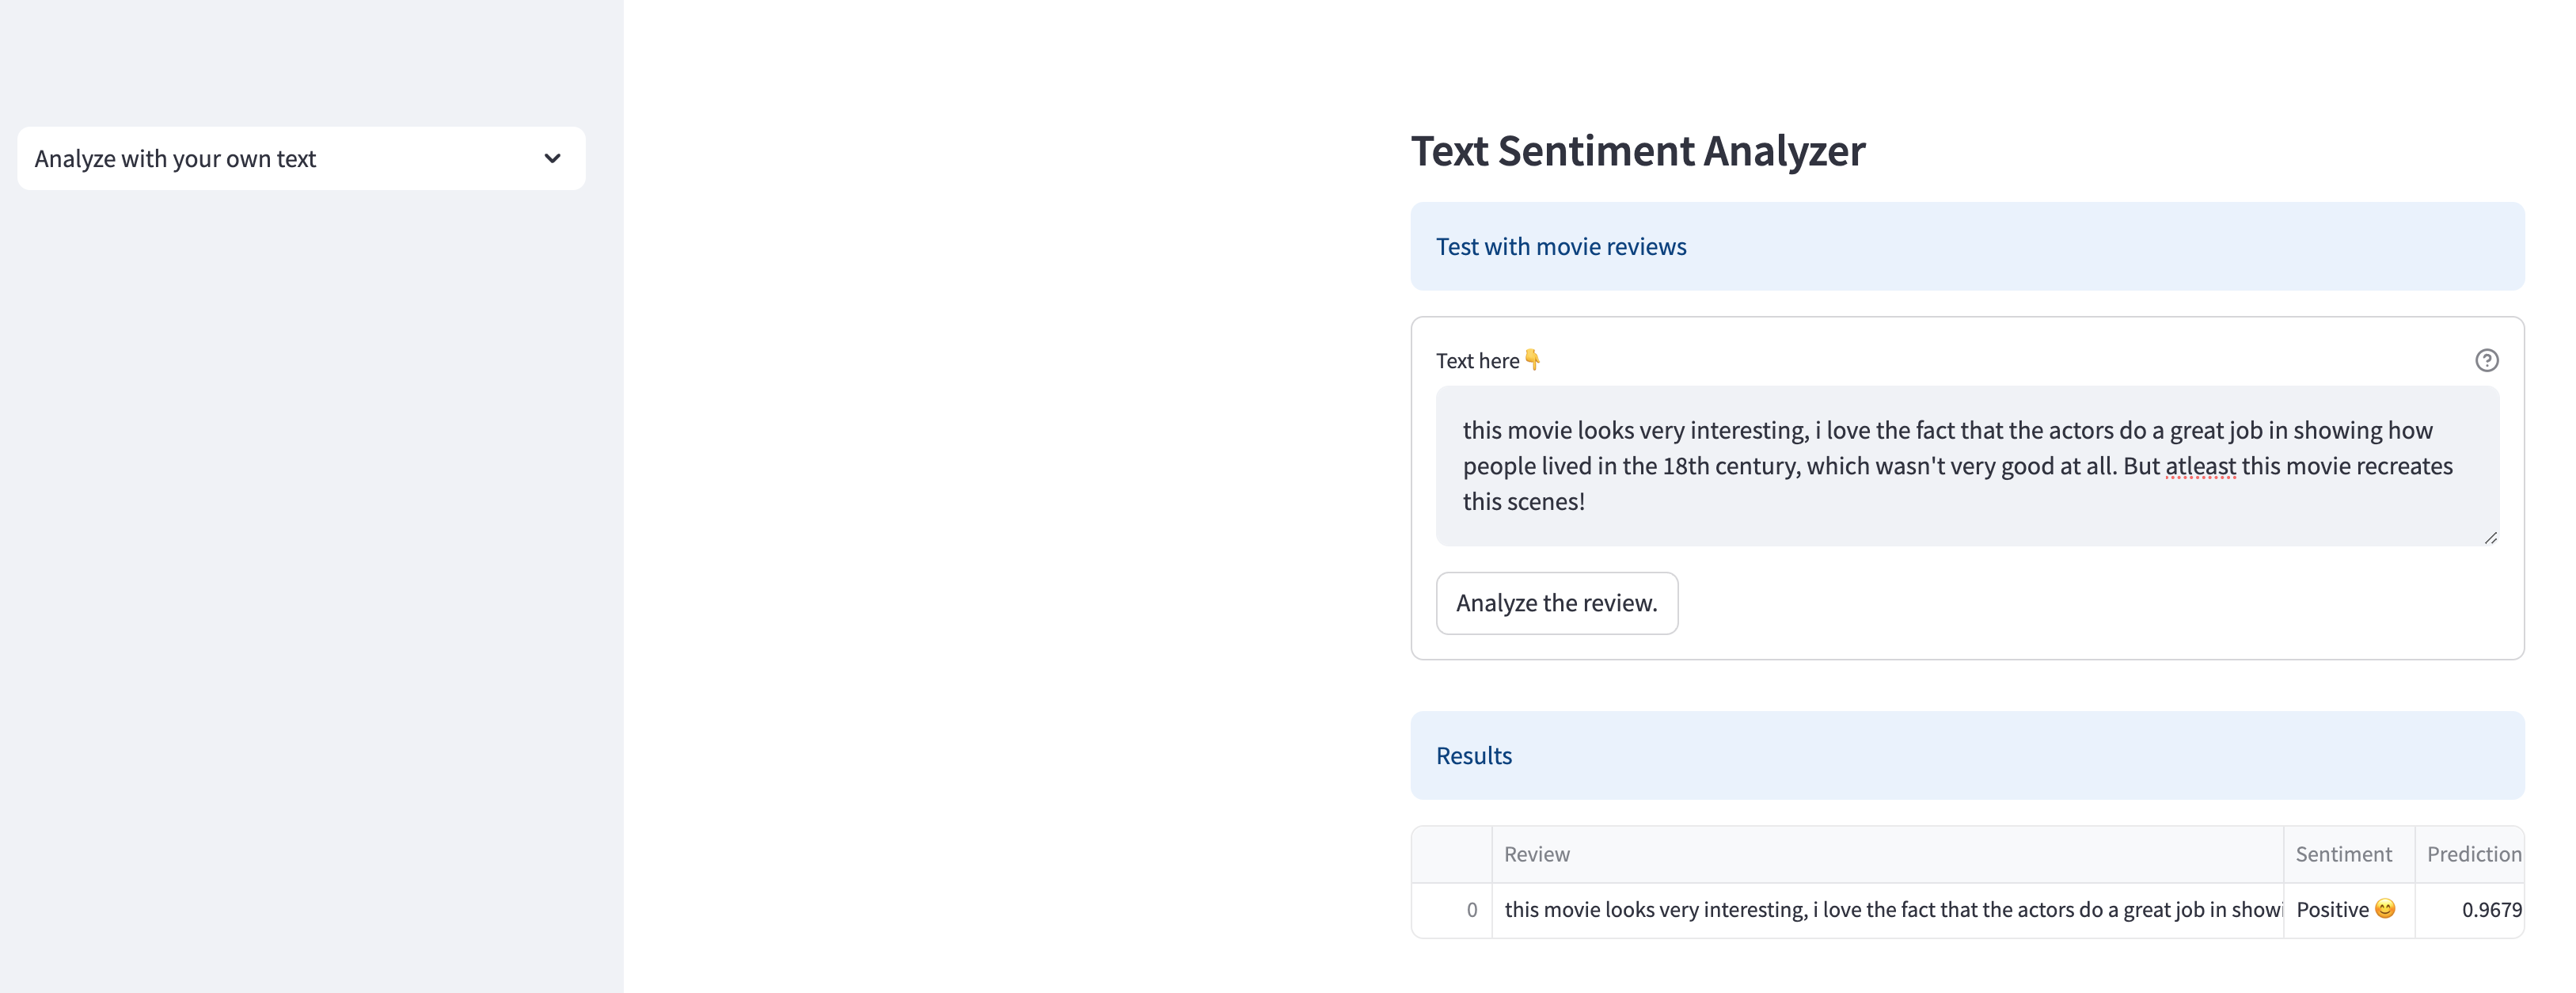 Analyze with your own text
Text Sentiment Analyzer
Test with movie reviews
Text here👇
this movie looks very interesting, i love the fact that the actors do a great job in showing how
people lived in the 18th century, which wasn't very good at all. But atleast this movie recreates
this scenes!
Analyze the review.
Results
Review Sentiment Prediction
0 this movie looks very interesting, i love the fact that the actors do a great job in showi Positive 😊 0.9679